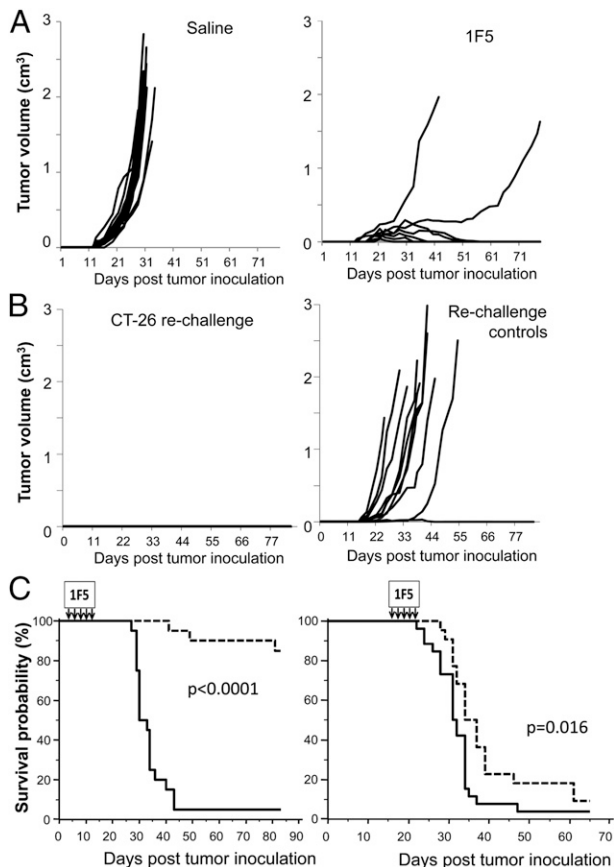 A
Saline
1F5
Tumor volume (cm³)
3
2
1
0
1 11 21 31 41 51 61 71
Days post tumor inoculation
3
2
1
0
1 11 21 31 41 51 61 71
Days post tumor inoculation
B
CT-26 re-challenge
Re-challenge
controls
Tumor volume (cm³)
3
2
1
0
0 11 22 33 44 55 66 77
Days post tumor inoculation
3
2
1
0
0 11 22 33 44 55 66 77
Days post tumor inoculation
C
1F5
Survival probability (%)
100
80
60
40
20
0
p<0.0001
0 10 20 30 40 50 60 70 80 90
Days post tumor inoculation
1F5
100
80
60
40
20
0
p=0.016
0 10 20 30 40 50 60 70
Days post tumor inoculation